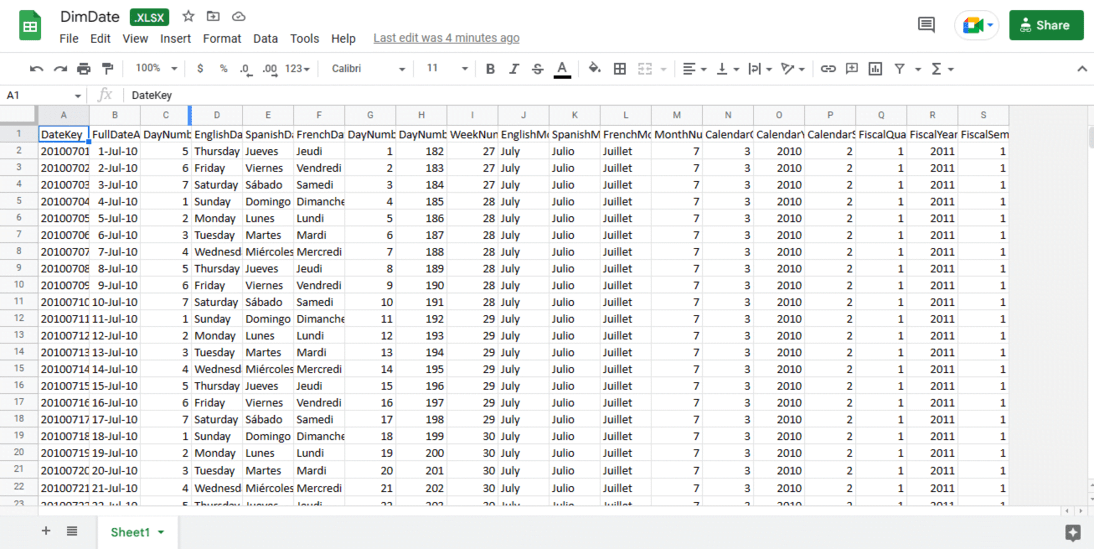 DimDate .XLSX
File Edit View Insert Format Data Tools Help Last edit was 4 minutes ago
Share
100% $ % .0 .00 123 Calibri 11 B I S A
A1 fx DateKey
A B C D E F G H I J K L M N O P Q R S
1 DateKey FullDateA DayNumb EnglishDa SpanishDa FrenchDat DayNumb DayNumb WeekNun EnglishMo SpanishM FrenchMo MonthNu CalendarQ CalendarY CalendarS FiscalQua FiscalYear FiscalSem
2 20100701 1-Jul-10 5 Thursday Jueves Jeudi 1 182 27 July Julio Juillet 7 3 2010 2 1 2011 1
3 20100702 2-Jul-10 6 Friday Viernes Vendredi 2 183 27 July Julio Juillet 7 3 2010 2 1 2011 1
4 20100703 3-Jul-10 7 Saturday Sábado Samedi 3 184 27 July Julio Juillet 7 3 2010 2 1 2011 1
5 20100704 4-Jul-10 1 Sunday Domingo Dimanche 4 185 28 July Julio Juillet 7 3 2010 2 1 2011 1
6 20100705 5-Jul-10 2 Monday Lunes Lundi 5 186 28 July Julio Juillet 7 3 2010 2 1 2011 1
7 20100706 6-Jul-10 3 Tuesday Martes Mardi 6 187 28 July Julio Juillet 7 3 2010 2 1 2011 1
8 20100707 7-Jul-10 4 Wednesd Miércoles Mercredi 7 188 28 July Julio Juillet 7 3 2010 2 1 2011 1
9 20100708 8-Jul-10 5 Thursday Jueves Jeudi 8 189 28 July Julio Juillet 7 3 2010 2 1 2011 1
10 20100709 9-Jul-10 6 Friday Viernes Vendredi 9 190 28 July Julio Juillet 7 3 2010 2 1 2011 1
11 20100710 10-Jul-10 7 Saturday Sábado Samedi 10 191 28 July Julio Juillet 7 3 2010 2 1 2011 1
12 20100711 11-Jul-10 1 Sunday Domingo Dimanche 11 192 29 July Julio Juillet 7 3 2010 2 1 2011 1
13 20100712 12-Jul-10 2 Monday Lunes Lundi 12 193 29 July Julio Juillet 7 3 2010 2 1 2011 1
14 20100713 13-Jul-10 3 Tuesday Martes Mardi 13 194 29 July Julio Juillet 7 3 2010 2 1 2011 1
15 20100714 14-Jul-10 4 Wednesd Miércoles Mercredi 14 195 29 July Julio Juillet 7 3 2010 2 1 2011 1
16 20100715 15-Jul-10 5 Thursday Jueves Jeudi 15 196 29 July Julio Juillet 7 3 2010 2 1 2011 1
17 20100716 16-Jul-10 6 Friday Viernes Vendredi 16 197 29 July Julio Juillet 7 3 2010 2 1 2011 1
18 20100717 17-Jul-10 7 Saturday Sábado Samedi 17 198 29 July Julio Juillet 7 3 2010 2 1 2011 1
19 20100718 18-Jul-10 1 Sunday Domingo Dimanche 18 199 30 July Julio Juillet 7 3 2010 2 1 2011 1
20 20100719 19-Jul-10 2 Monday Lunes Lundi 19 200 30 July Julio Juillet 7 3 2010 2 1 2011 1
21 20100720 20-Jul-10 3 Tuesday Martes Mardi 20 201 30 July Julio Juillet 7 3 2010 2 1 2011 1
22 20100721 21-Jul-10 4 Wednesd Miércoles Mercredi 21 202 30 July Julio Juillet 7 3 2010 2 1 2011 1
23
Sheet1